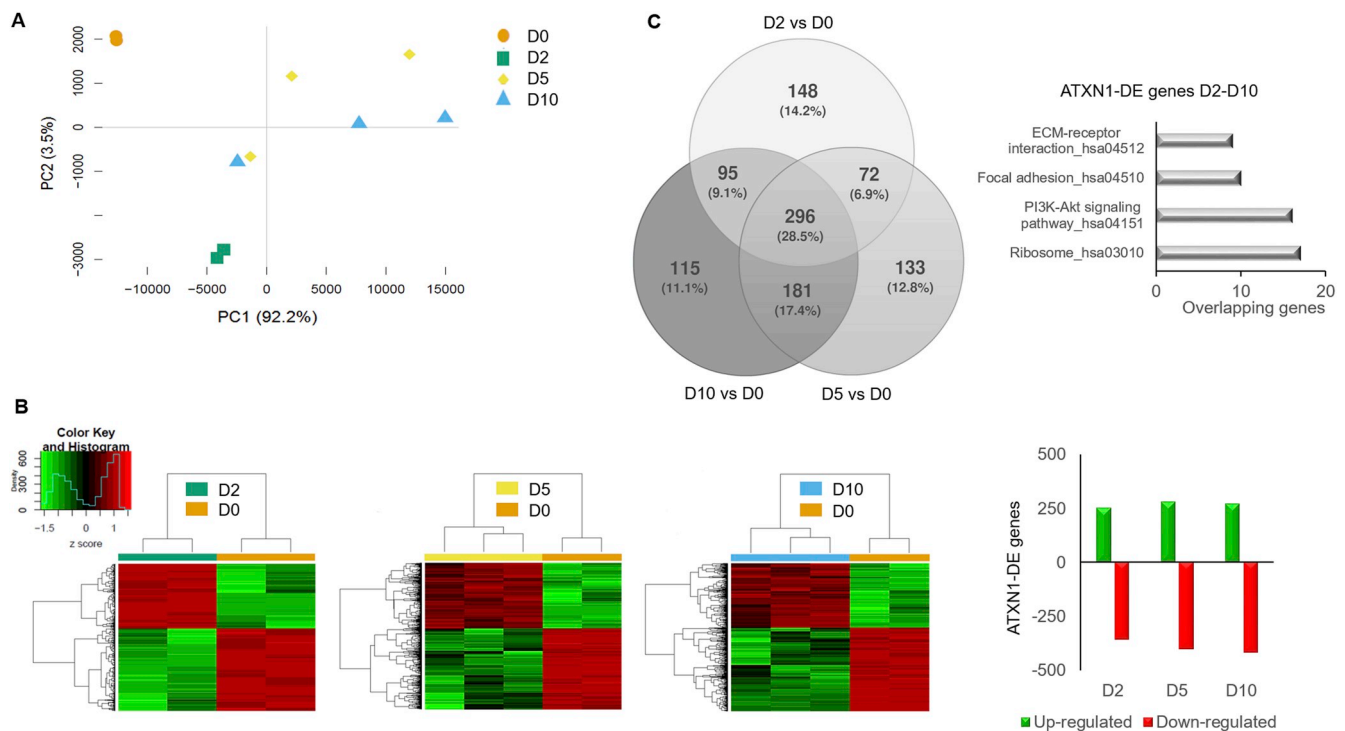 A
2000
1000
0
−1000
−3000
PC2 (3.5%)
−10000 −5000 0 5000 10000 15000
PC1 (92.2%)
D0
D2
D5
D10
C
D2 vs D0
148
(14.2%)
95
(9.1%)
72
(6.9%)
296
(28.5%)
115
(11.1%)
181
(17.4%)
133
(12.8%)
D10 vs D0
D5 vs D0
ATXN1-DE genes D2-D10
ECM-receptor
interaction_hsa04512
Focal adhesion_hsa04510
PI3K-Akt signaling
pathway_hsa04151
Ribosome_hsa03010
0 10 20
Overlapping genes
B
Color Key
and Histogram
Density
600
300
0
−1.5 0 1
z score
D2
D0
D5
D0
D10
D0
ATXN1-DE genes
500
250
0
-250
-500
D2 D5 D10
Up-regulated Down-regulated